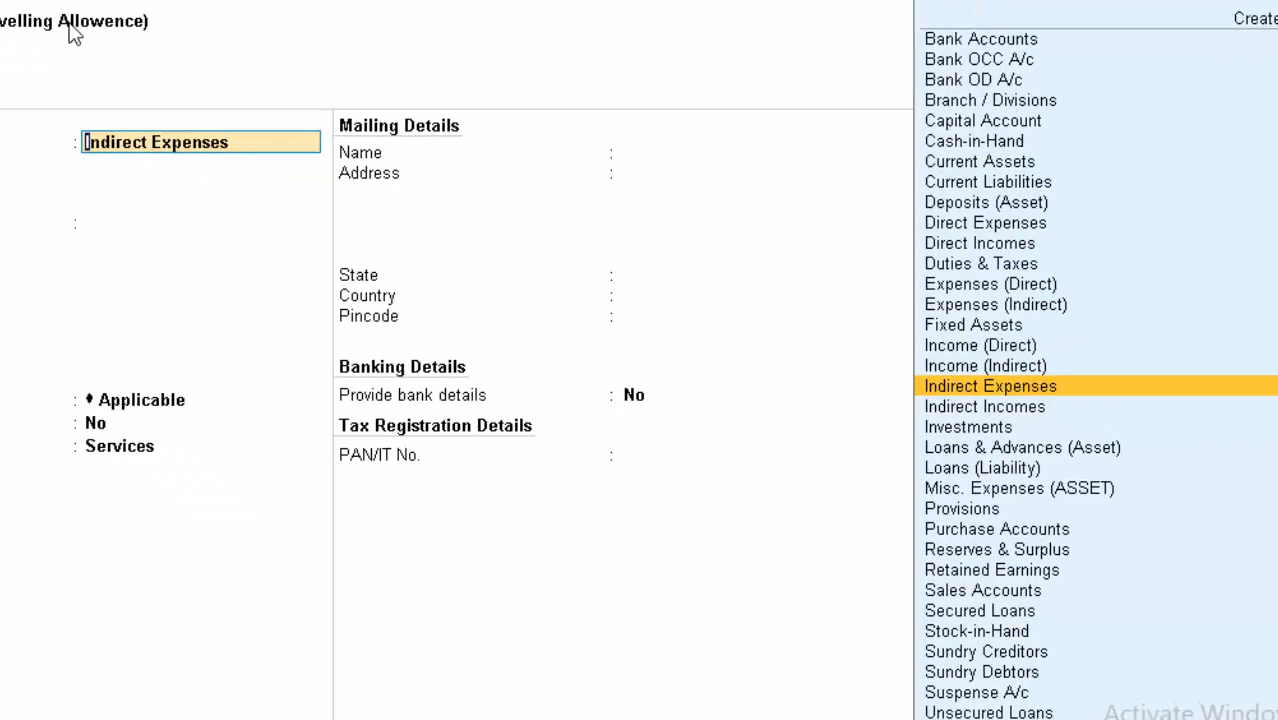 velling Allowence)
: Indirect Expenses
:
: ♦ Applicable
: No
: Services
Mailing Details
Name :
Address :
State :
Country :
Pincode :
Banking Details
Provide bank details : No
Tax Registration Details
PAN/IT No. :
Create
Bank Accounts
Bank OCC A/c
Bank OD A/c
Branch / Divisions
Capital Account
Cash-in-Hand
Current Assets
Current Liabilities
Deposits (Asset)
Direct Expenses
Direct Incomes
Duties & Taxes
Expenses (Direct)
Expenses (Indirect)
Fixed Assets
Income (Direct)
Income (Indirect)
Indirect Expenses
Indirect Incomes
Investments
Loans & Advances (Asset)
Loans (Liability)
Misc. Expenses (ASSET)
Provisions
Purchase Accounts
Reserves & Surplus
Retained Earnings
Sales Accounts
Secured Loans
Stock-in-Hand
Sundry Creditors
Sundry Debtors
Suspense A/c
Unsecured Loans
Activate Windo